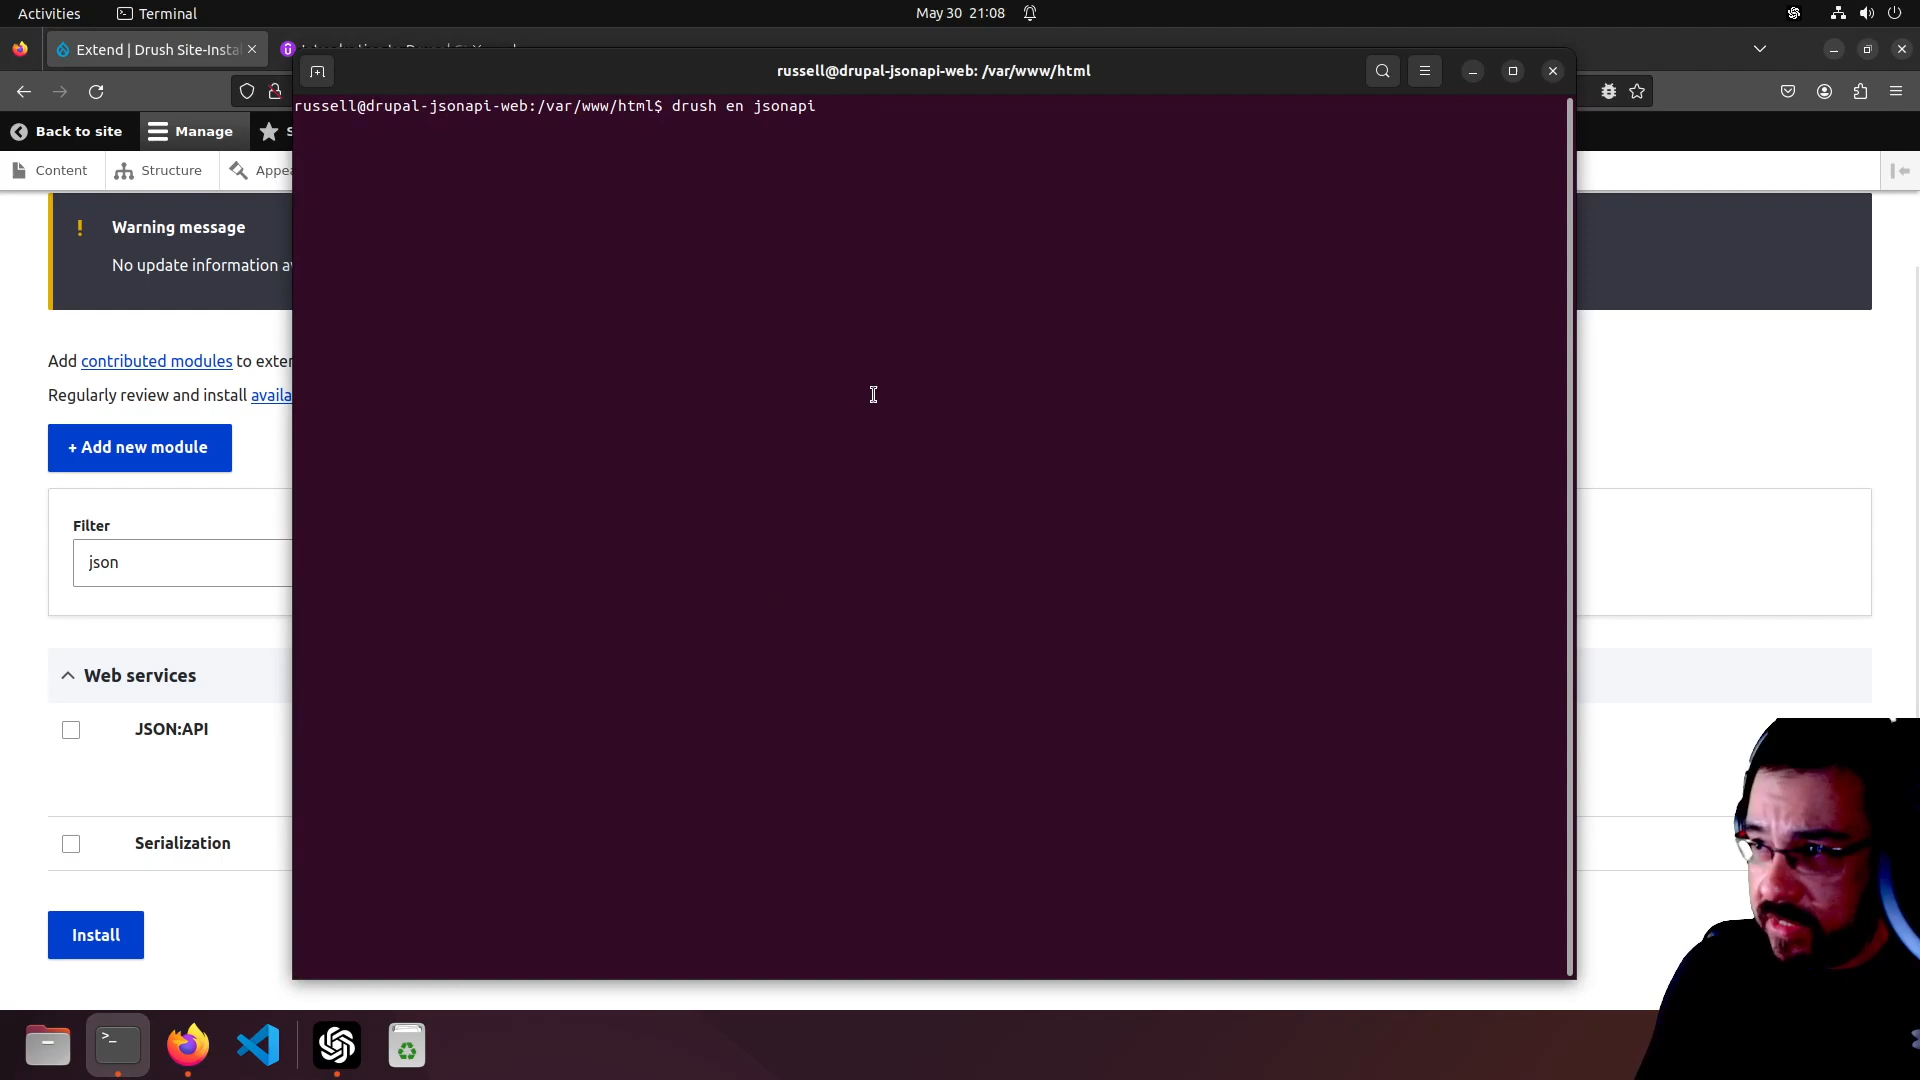 Activities Terminal May 30 21:08
Extend | Drush Site-Insta
russell@drupal-jsonapi-web: /var/www/html
russell@drupal-jsonapi-web:/var/www/html$ drush en jsonapi
Back to site Manage S
Content Structure Appea
Warning message
No update information a
Add contributed modules to exten
Regularly review and install availa
+ Add new module
Filter
json
Web services
JSON:API
Serialization
Install